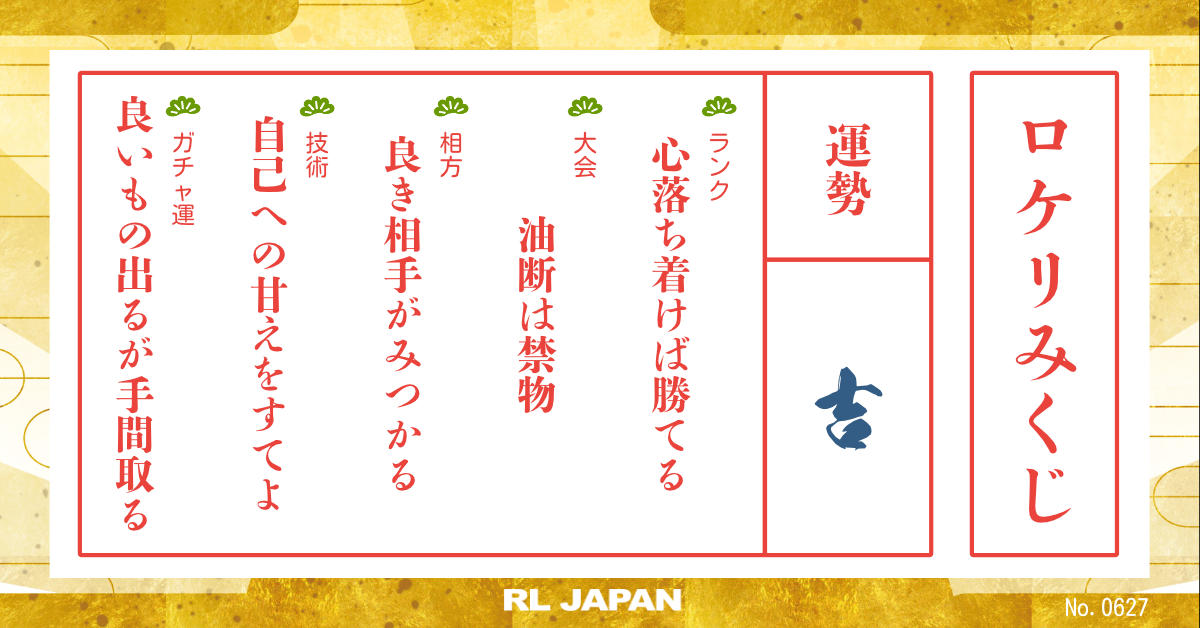 ロケリみくじ
運勢
吉
ランク
心落ち着けば勝てる
大会
油断は禁物
相方
良き相手がみつかる
技術
自己への甘えをすてよ
ガチャ運
良いもの出るが手間取る
RL JAPAN
No. 0627